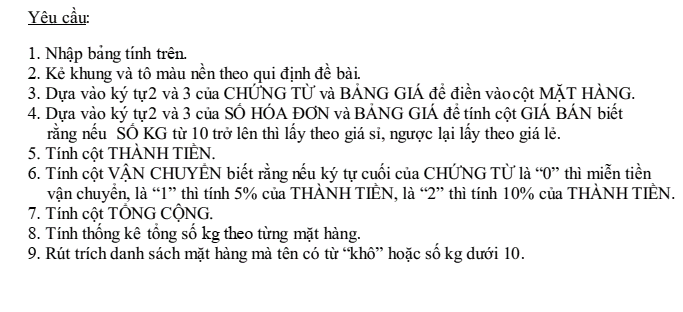 Yêu cầu:
1. Nhập bảng tính trên.
2. Kẻ khung và tô màu nền theo qui định đề bài.
3. Dựa vào ký tự 2 và 3 của CHỨNG TỪ và BẢNG GIÁ để điền vào cột MẶT HÀNG.
4. Dựa vào ký tự 2 và 3 của SỐ HÓA ĐƠN và BẢNG GIÁ để tính cột GIÁ BÁN biết
rằng nếu SỐ KG từ 10 trở lên thì lấy theo giá sỉ, ngược lại lấy theo giá lẻ.
5. Tính cột THÀNH TIỀN.
6. Tính cột VẬN CHUYỂN biết rằng nếu ký tự cuối của CHỨNG TỪ là “0” thì miễn tiền
vận chuyển, là “1” thì tính 5% của THÀNH TIỀN, là “2” thì tính 10% của THÀNH TIỀN.
7. Tính cột TỔNG CỘNG.
8. Tính thống kê tổng số kg theo từng mặt hàng.
9. Rút trích danh sách mặt hàng mà tên có từ “khô” hoặc số kg dưới 10.